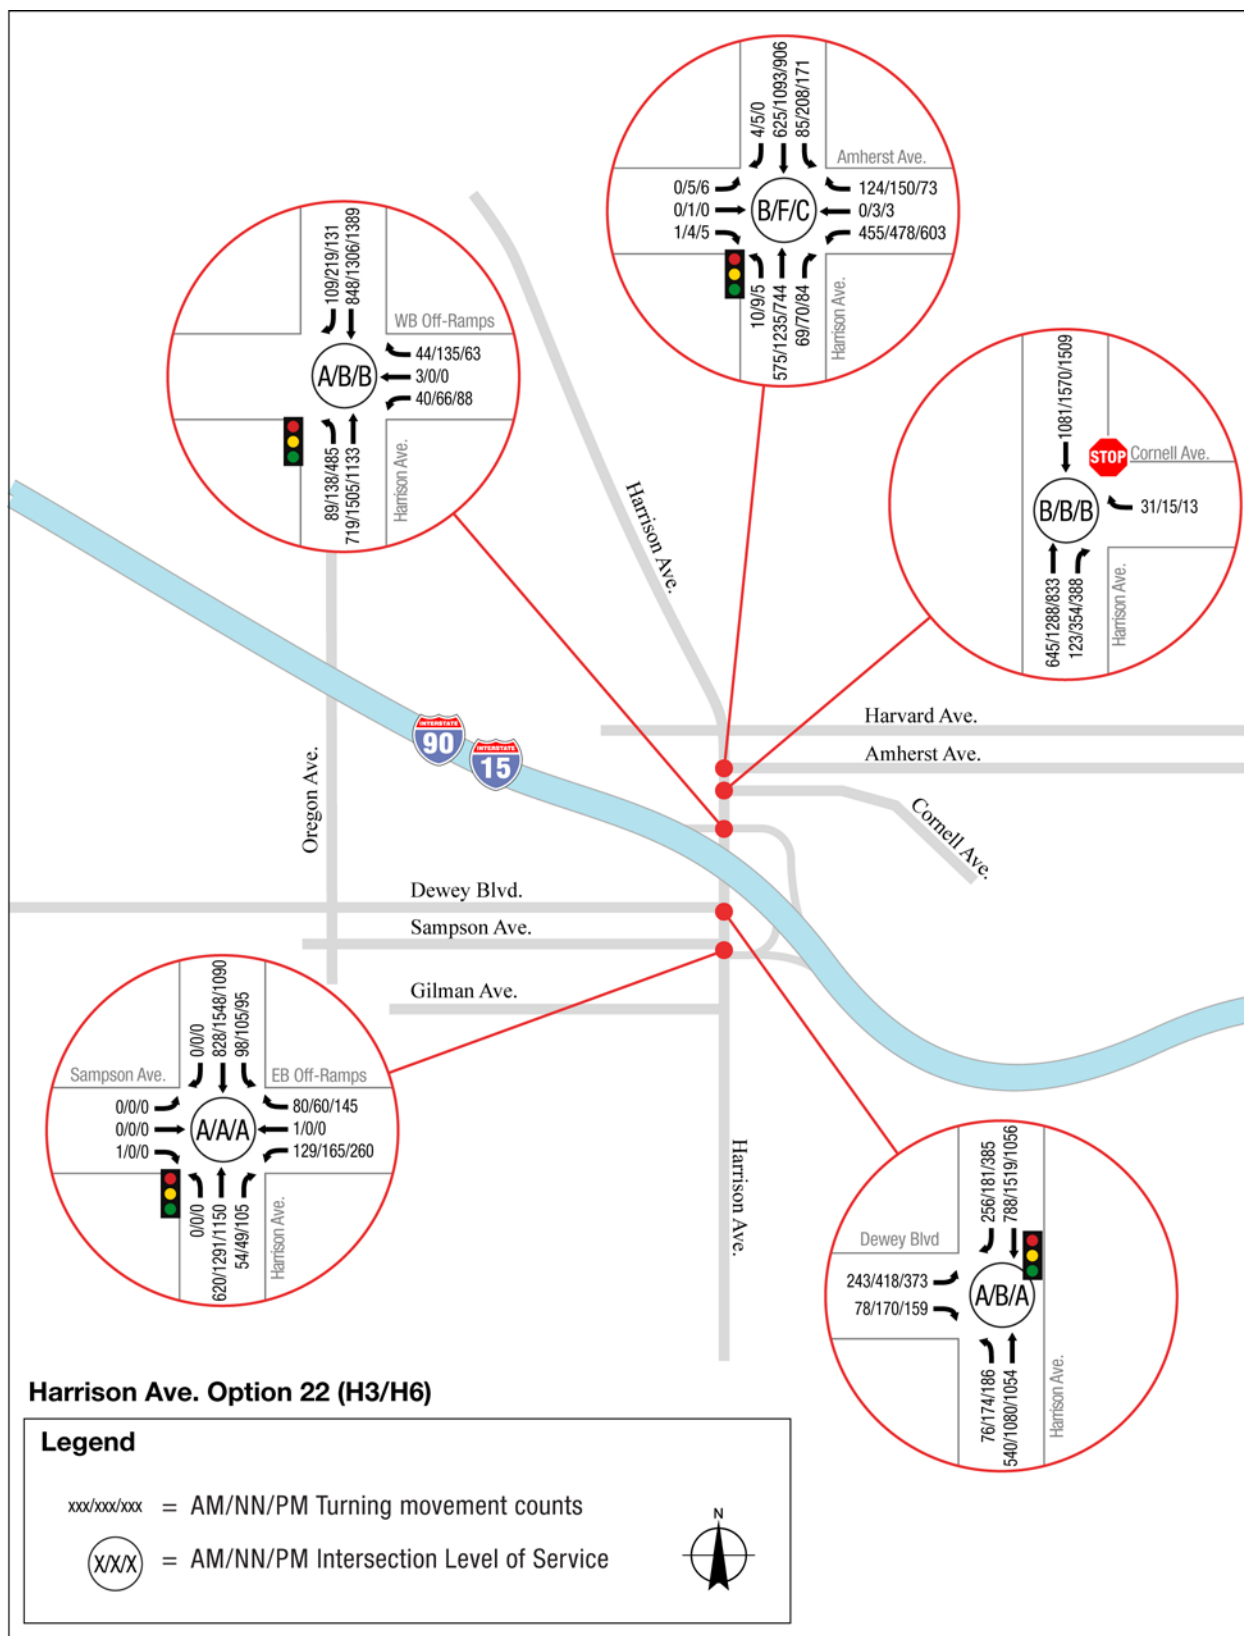 4/5/0
625/1093/906
85/208/171
Amherst Ave.
0/5/6
0/1/0
1/4/5
B/F/C
124/150/73
0/3/3
455/478/603
10/9/5
575/1235/744
69/70/84
Harrison Ave.
109/219/131
848/1306/1389
WB Off-Ramps
A/B/B
44/135/63
3/0/0
40/66/88
89/138/485
719/1505/1133
Harrison Ave.
1081/1570/1509
STOP
Cornell Ave.
B/B/B
31/15/13
645/1288/833
123/354/388
Harrison Ave.
Harrison Ave.
Harvard Ave.
Amherst Ave.
Cornell Ave.
INTERSTATE
90
INTERSTATE
15
Oregon Ave.
Dewey Blvd.
Sampson Ave.
Gilman Ave.
Harrison Ave.
0/0/0
828/1548/1090
98/105/95
Sampson Ave.
EB Off-Ramps
0/0/0
0/0/0
1/0/0
A/A/A
80/60/145
1/0/0
129/165/260
0/0/0
620/1291/1150
54/49/105
Harrison Ave.
256/181/385
788/1519/1056
Dewey Blvd
243/418/373
78/170/159
A/B/A
76/174/186
540/1080/1054
Harrison Ave.
Harrison Ave. Option 22 (H3/H6)
Legend
xxx/xxx/xxx = AM/NN/PM Turning movement counts
X/X/X = AM/NN/PM Intersection Level of Service
N